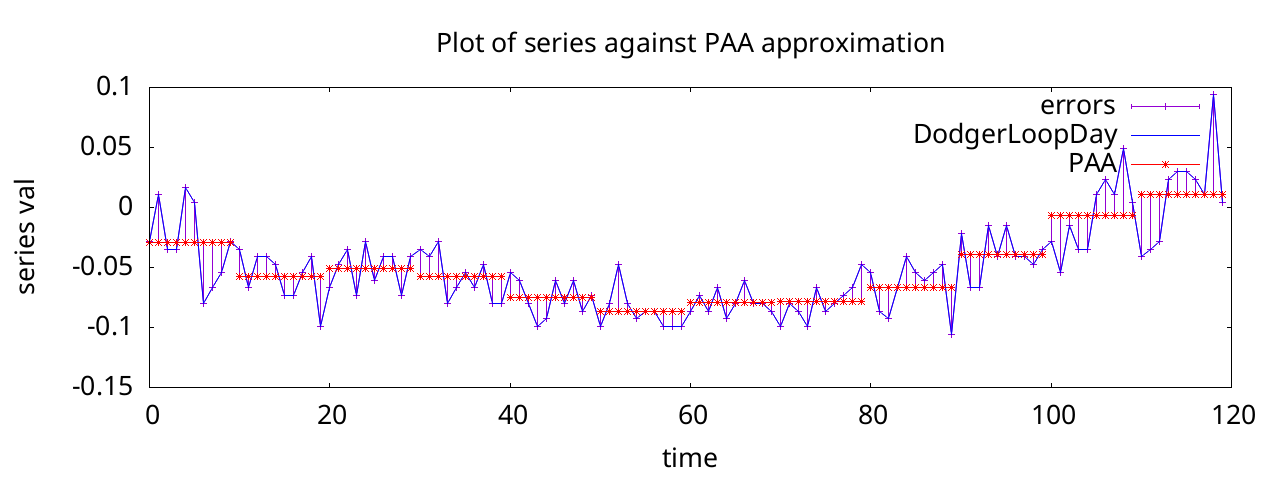 Plot of series against PAA approximation
0.1
0.05
0
-0.05
-0.1
-0.15
series val
errors
DodgerLoopDay
PAA
0 20 40 60 80 100 120
time